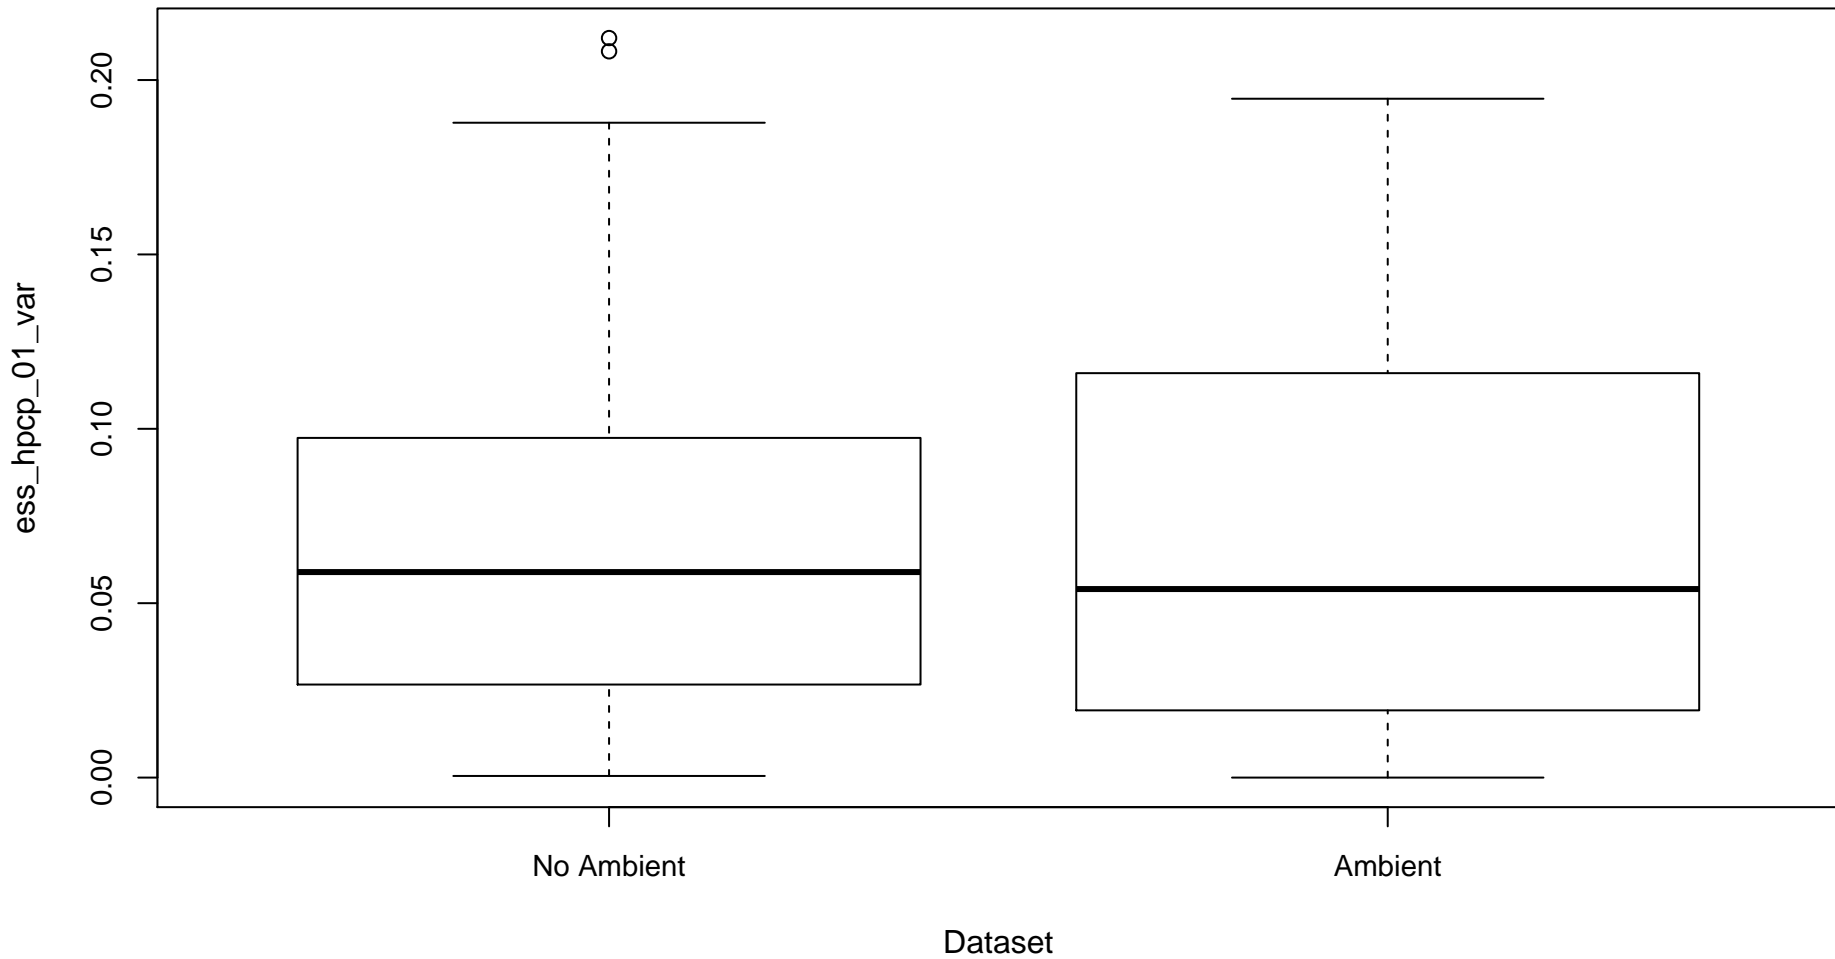 ess_hpcp_01_var
0.20
0.15
0.10
0.05
0.00
No Ambient
Ambient
Dataset